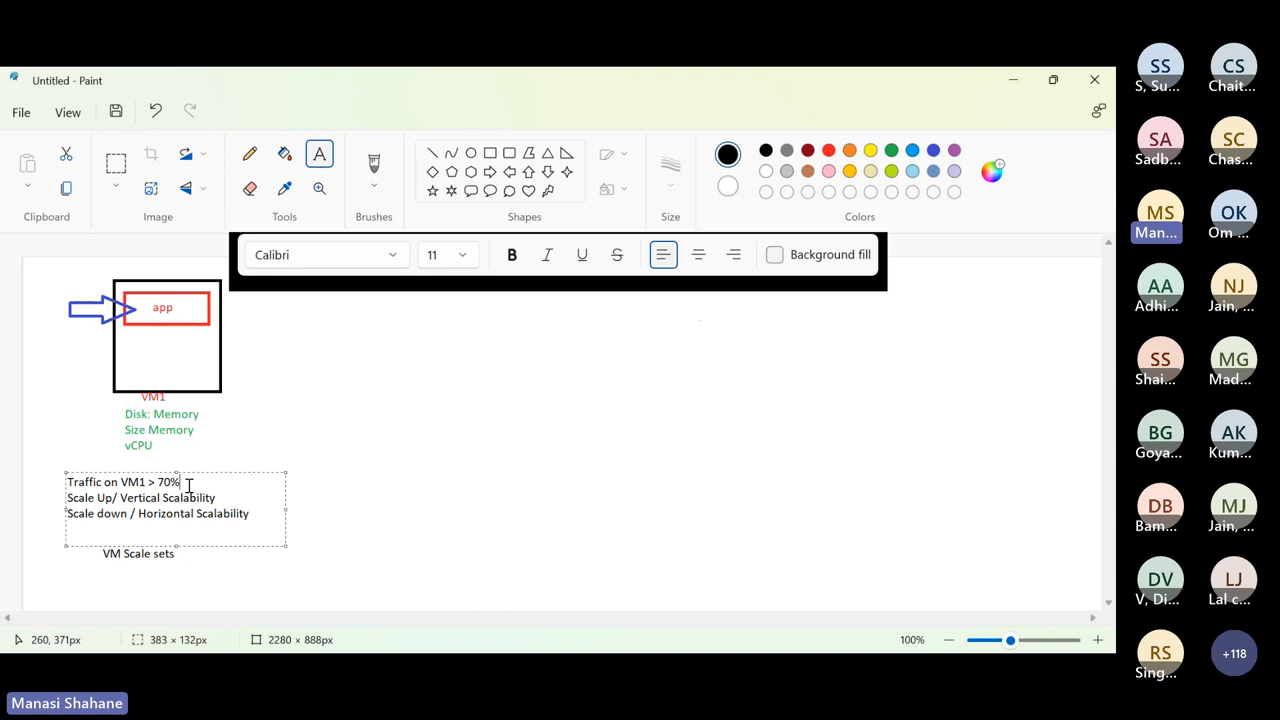 Untitled - Paint
File View
Clipboard Image Tools Brushes Shapes Size Colors
Calibri 11 B I U S Background fill
app
VM1
Disk: Memory
Size Memory
vCPU
Traffic on VM1 > 70%
Scale Up/ Vertical Scalability
Scale down / Horizontal Scalability
VM Scale sets
260, 371px 383 × 132px 2280 × 888px 100%
Manasi Shahane
SS CS
S, Su... Chait...
SA SC
Sadb... Chas...
MS OK
Man... Om ...
AA NJ
Adhi... Jain, ...
SS MG
Shai... Mad...
BG AK
Goya... Kum...
DB MJ
Bam... Jain, ...
DV LJ
V, Di... Lal c...
RS +118
Sing...